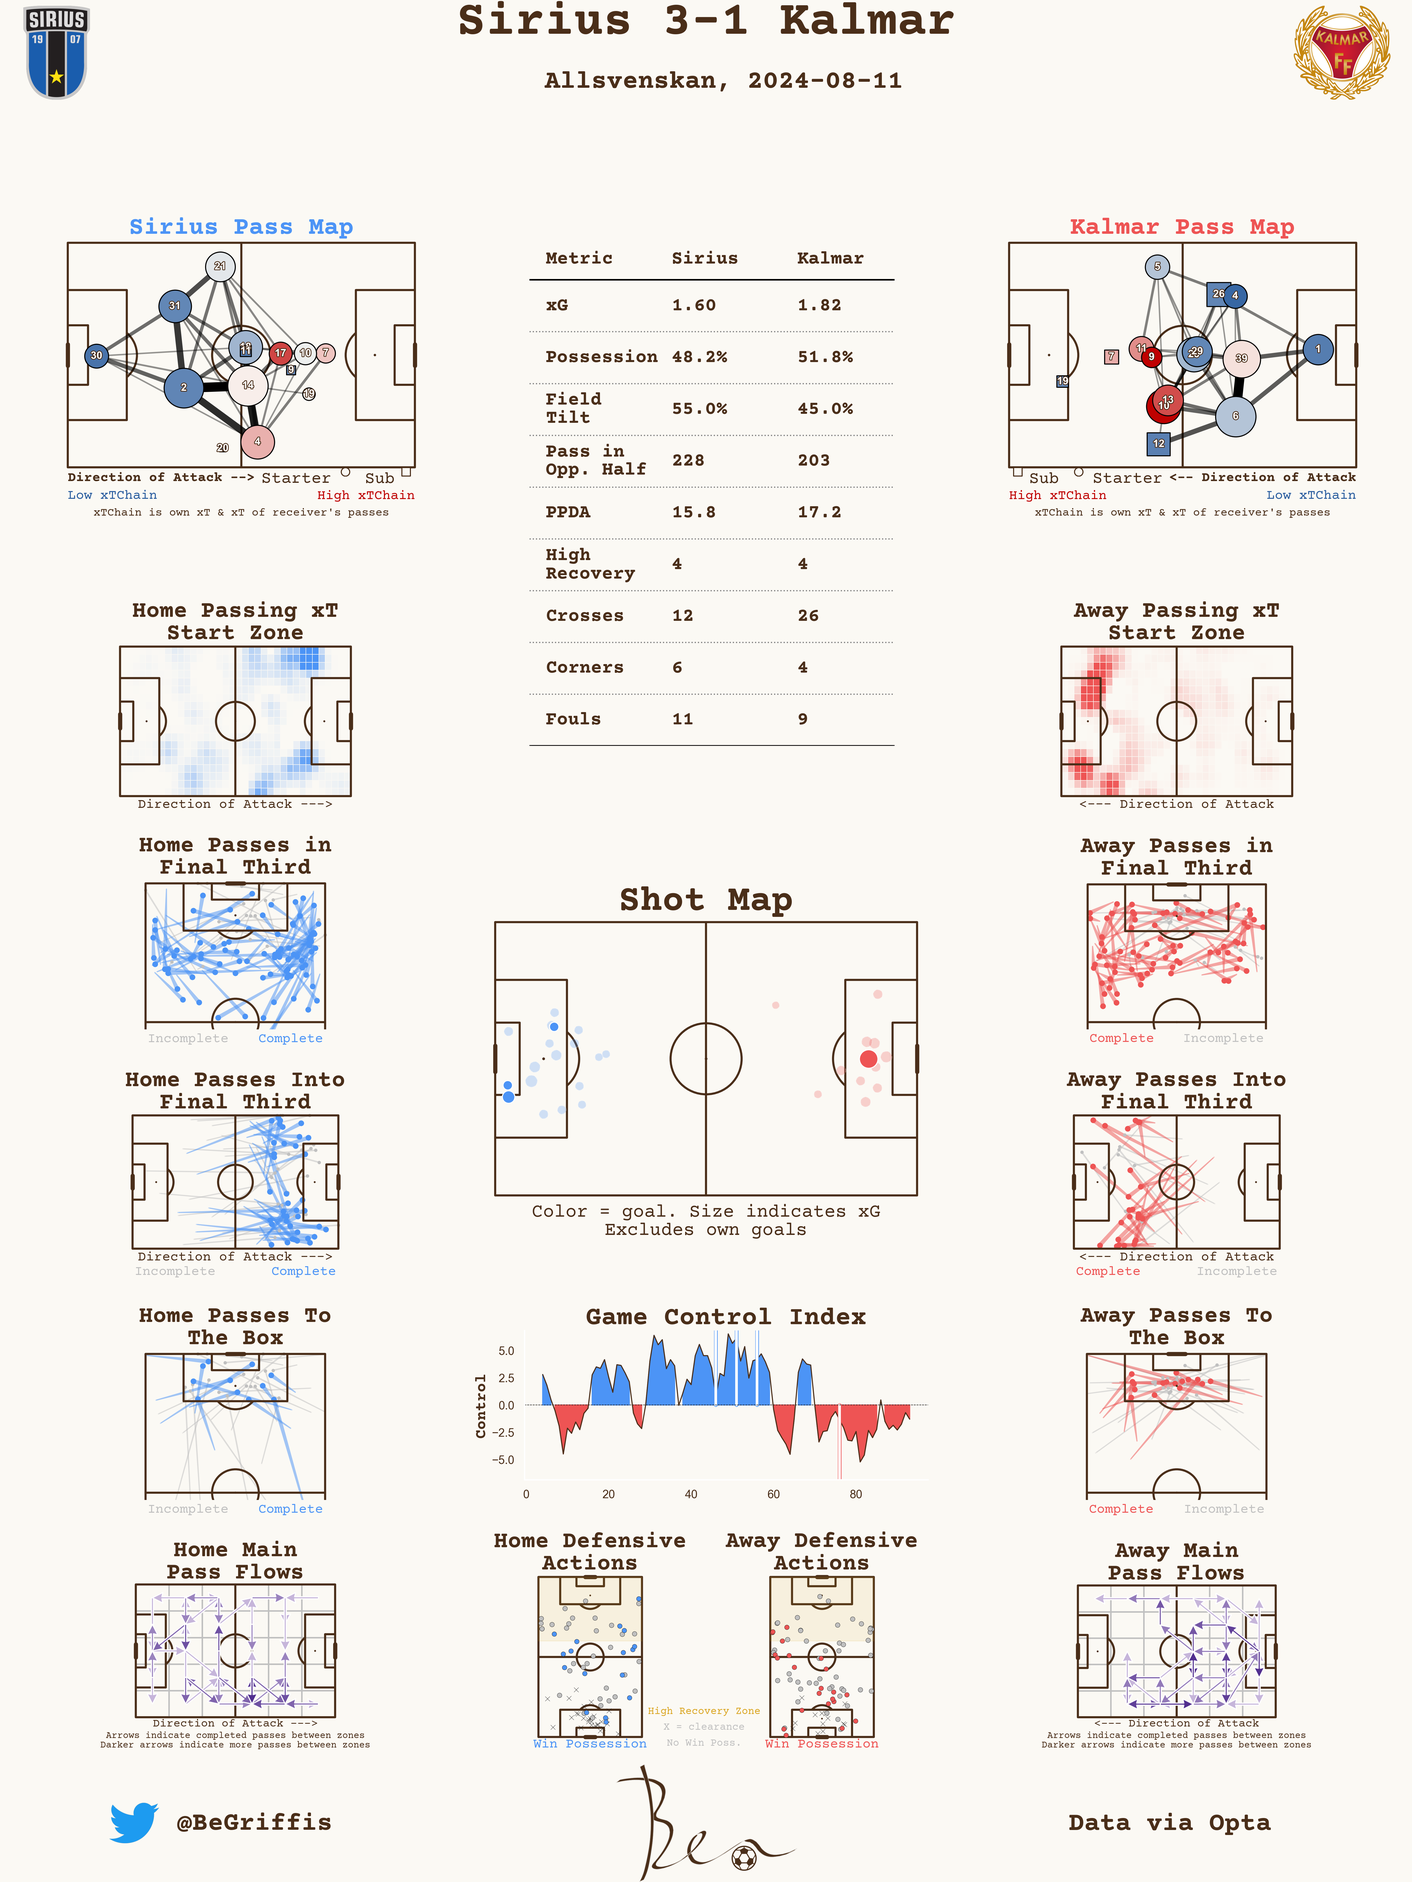 SIRIUS
19 07
Sirius 3-1 Kalmar
KALMAR
FF
Allsvenskan, 2024-08-11
Sirius Pass Map
21
31
30
11
17
10
7
9
2
14
19
20
4
Direction of Attack --> Starter Sub
Low xTChain High xTChain
xTChain is own xT & xT of receiver's passes
Metric Sirius Kalmar
xG 1.60 1.82
Possession 48.2% 51.8%
Field
Tilt 55.0% 45.0%
Pass in
Opp. Half 228 203
PPDA 15.8 17.2
High
Recovery 4 4
Crosses 12 26
Corners 6 4
Fouls 11 9
Kalmar Pass Map
5
26
4
11
7
9
29
39
1
19
13
10
6
12
Sub Starter <-- Direction of Attack
High xTChain Low xTChain
xTChain is own xT & xT of receiver's passes
Home Passing xT
Start Zone
Direction of Attack --->
Away Passing xT
Start Zone
<--- Direction of Attack
Home Passes in
Final Third
Incomplete Complete
Away Passes in
Final Third
Complete Incomplete
Shot Map
Color = goal. Size indicates xG
Excludes own goals
Home Passes Into
Final Third
Direction of Attack --->
Incomplete Complete
Away Passes Into
Final Third
<--- Direction of Attack
Complete Incomplete
Home Passes To
The Box
Incomplete Complete
Game Control Index
Control
5.0
2.5
0.0
−2.5
−5.0
0 20 40 60 80
Away Passes To
The Box
Complete Incomplete
Home Main
Pass Flows
Direction of Attack --->
Arrows indicate completed passes between zones
Darker arrows indicate more passes between zones
Home Defensive
Actions
Win Possession
Away Defensive
Actions
Win Possession
High Recovery Zone
X = clearance
No Win Poss.
Away Main
Pass Flows
<--- Direction of Attack
Arrows indicate completed passes between zones
Darker arrows indicate more passes between zones
@BeGriffis
Ben
Data via Opta